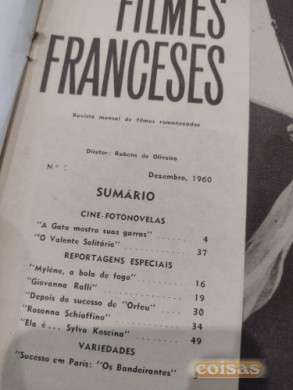 FILMES
FRANCESES
Revista mensal de filmes romanceados
Diretor: Rubens de Oliveira
Nº
Dezembro, 1960
SUMÁRIO
CINE-FOTONOVELAS
"A Gata mostra suas garras" ........ 4
"O Valente Solitário" ........ 37
REPORTAGENS ESPECIAIS
"Mylène, a bola de fogo" ........ 16
"Giovanna Ralli" ........ 19
"Depois do sucesso de "Orfeu" ........ 30
"Rosanna Schiaffino" ........ 34
"Ela é... Sylva Koscina" ........ 49
VARIEDADES
"Sucesso em Paris: "Os Bandeirantes"
coisas